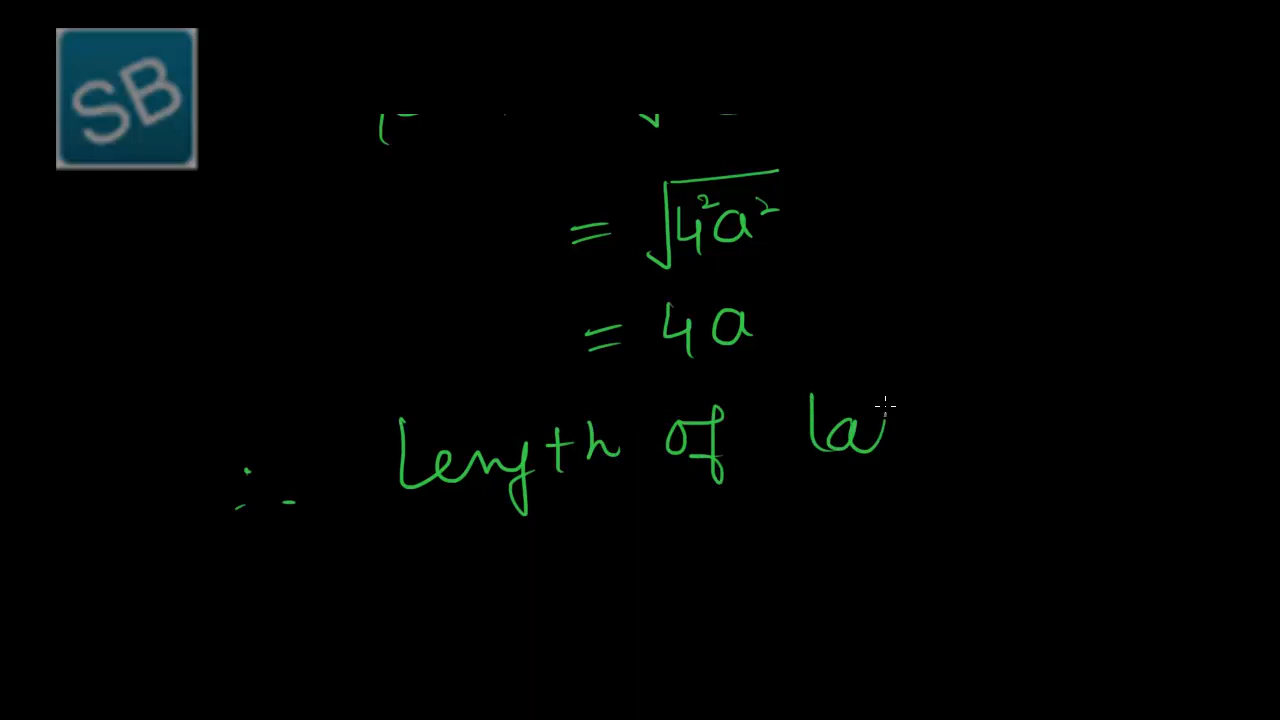 SB
= √4²a²
= 4a
∴ Length of la